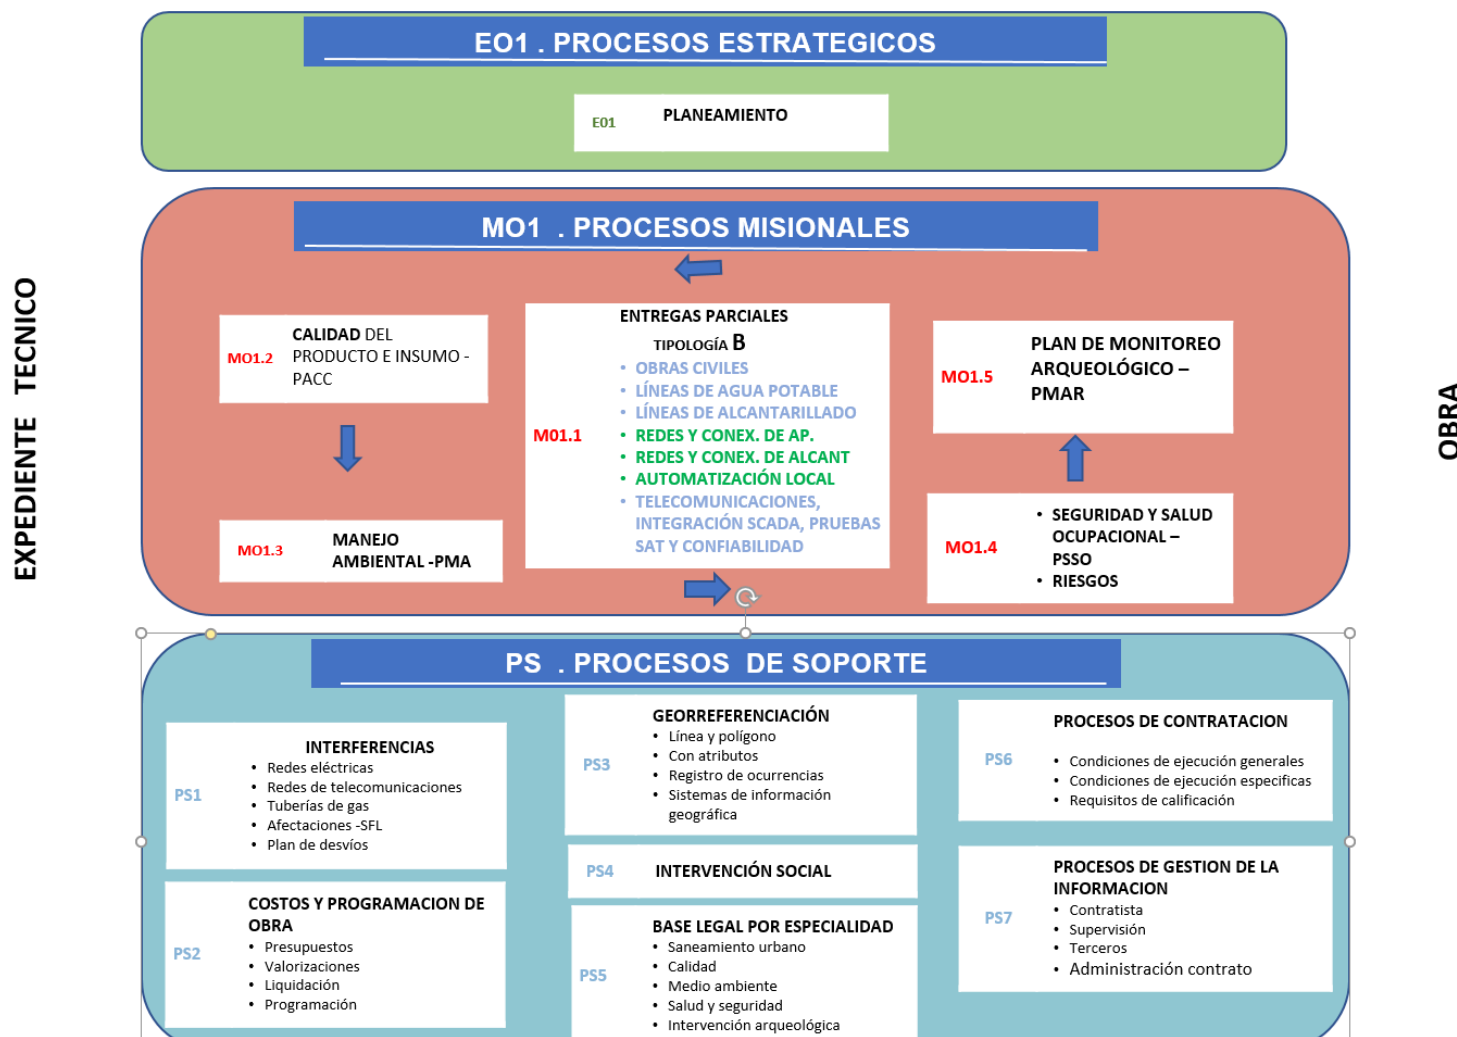 EO1 . PROCESOS ESTRATEGICOS
E01
PLANEAMIENTO
EXPEDIENTE TECNICO
MO1 . PROCESOS MISIONALES
MO1.2
CALIDAD DEL
PRODUCTO E INSUMO -
PACC
MO1.3
MANEJO
AMBIENTAL -PMA
M01.1
ENTREGAS PARCIALES
TIPOLOGÍA B
• OBRAS CIVILES
• LÍNEAS DE AGUA POTABLE
• LÍNEAS DE ALCANTARILLADO
• REDES Y CONEX. DE AP.
• REDES Y CONEX. DE ALCANT
• AUTOMATIZACIÓN LOCAL
• TELECOMUNICACIONES,
INTEGRACIÓN SCADA, PRUEBAS
SAT Y CONFIABILIDAD
MO1.5
PLAN DE MONITOREO
ARQUEOLÓGICO –
PMAR
MO1.4
• SEGURIDAD Y SALUD
OCUPACIONAL –
PSSO
• RIESGOS
OBRA
PS . PROCESOS DE SOPORTE
PS1
INTERFERENCIAS
• Redes eléctricas
• Redes de telecomunicaciones
• Tuberías de gas
• Afectaciones -SFL
• Plan de desvíos
PS2
COSTOS Y PROGRAMACION DE
OBRA
• Presupuestos
• Valorizaciones
• Liquidación
• Programación
PS3
GEORREFERENCIACIÓN
• Línea y polígono
• Con atributos
• Registro de ocurrencias
• Sistemas de información
geográfica
PS4
INTERVENCIÓN SOCIAL
PS5
BASE LEGAL POR ESPECIALIDAD
• Saneamiento urbano
• Calidad
• Medio ambiente
• Salud y seguridad
• Intervención arqueológica
PS6
PROCESOS DE CONTRATACION
• Condiciones de ejecución generales
• Condiciones de ejecución especificas
• Requisitos de calificación
PS7
PROCESOS DE GESTION DE LA
INFORMACION
• Contratista
• Supervisión
• Terceros
• Administración contrato